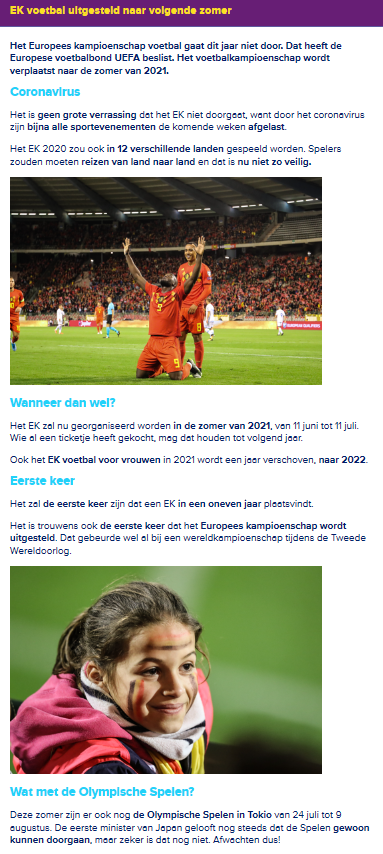 EK voetbal uitgesteld naar volgende zomer
Het Europees kampioenschap voetbal gaat dit jaar niet door. Dat heeft de
Europese voetbalbond UEFA beslist. Het voetbalkampioenschap wordt
verplaatst naar de zomer van 2021.
Coronavirus
Het is geen grote verrassing dat het EK niet doorgaat, want door het coronavirus
zijn bijna alle sportevenementen de komende weken afgelast.
Het EK 2020 zou ook in 12 verschillende landen gespeeld worden. Spelers
zouden moeten reizen van land naar land en dat is nu niet zo veilig.
9
8
9
Wanneer dan wel?
Het EK zal nu georganiseerd worden in de zomer van 2021, van 11 juni tot 11 juli.
Wie al een ticketje heeft gekocht, mag dat houden tot volgend jaar.
Ook het EK voetbal voor vrouwen in 2021 wordt een jaar verschoven, naar 2022.
Eerste keer
Het zal de eerste keer zijn dat een EK in een oneven jaar plaatsvindt.
Het is trouwens ook de eerste keer dat het Europees kampioenschap wordt
uitgesteld. Dat gebeurde wel al bij een wereldkampioenschap tijdens de Tweede
Wereldoorlog.
Wat met de Olympische Spelen?
Deze zomer zijn er ook nog de Olympische Spelen in Tokio van 24 juli tot 9
augustus. De eerste minister van Japan gelooft nog steeds dat de Spelen gewoon
kunnen doorgaan, maar zeker is dat nog niet. Afwachten dus!